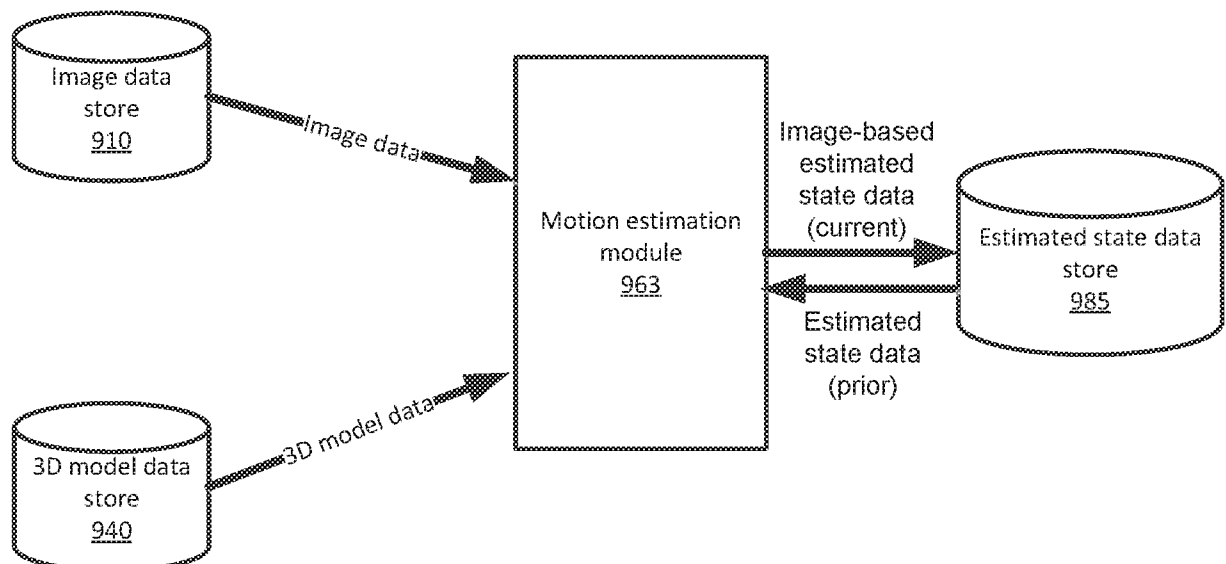 Image data
store
910
Image data
Motion estimation
module
963
Image-based
estimated
state data
(current)
Estimated state data
store
985
Estimated
state data
(prior)
3D model data
3D model data
store
940